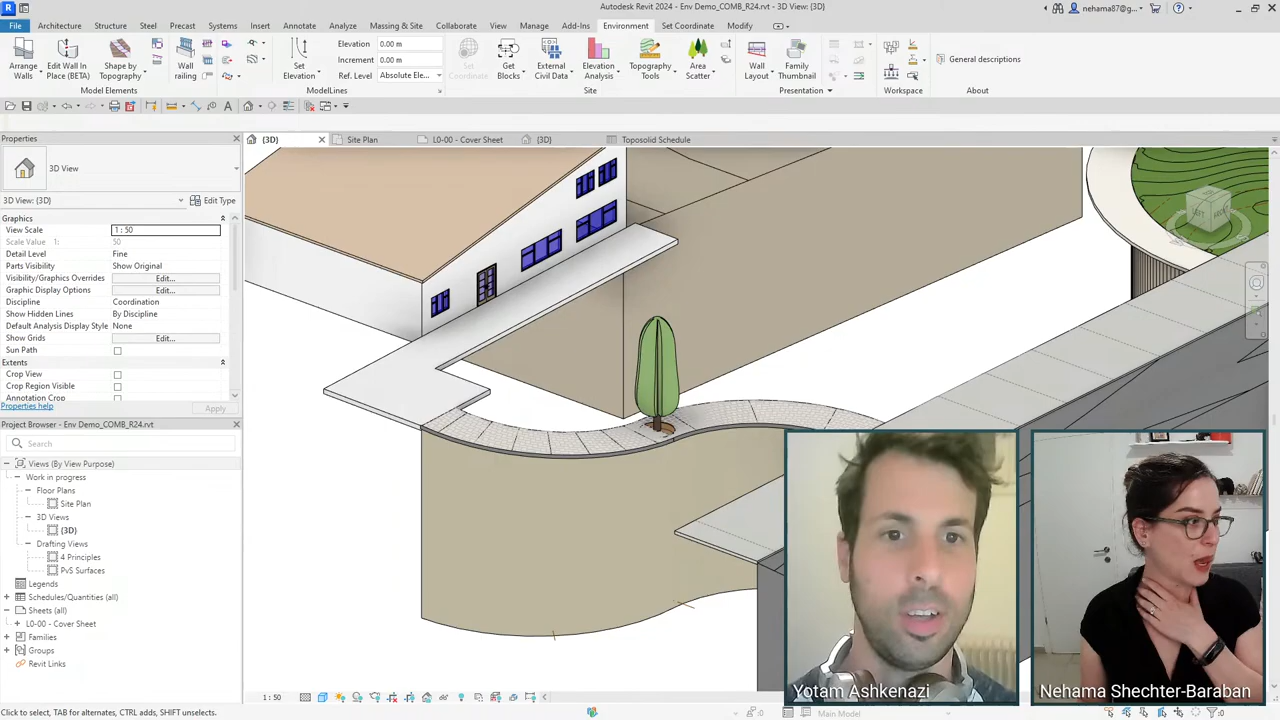 Autodesk Revit 2024 - Env Demo_COMB_R24.rvt - 3D View: {3D}
nehama87@g...
File Architecture Structure Steel Precast Systems Insert Annotate Analyze Massing & Site Collaborate View Manage Add-Ins Environment Set Coordinate Modify
Arrange Walls
Edit Wall In Place (BETA)
Shape by Topography
Wall railing
Set Elevation
Elevation 0.00 m
Increment 0.00 m
Ref. Level Absolute Ele...
Set Coordinate
Get Blocks
External Civil Data
Elevation Analysis
Topography Tools
Area Scatter
Wall Layout
Family Thumbnail
General descriptions
Model Elements ModelLines Site Presentation Workspace About
Properties
{3D} Site Plan L0-00 - Cover Sheet {3D} Toposolid Schedule
3D View
3D View: {3D} Edit Type
Graphics
View Scale 1 : 50
Scale Value 1: 50
Detail Level Fine
Parts Visibility Show Original
Visibility/Graphics Overrides Edit...
Graphic Display Options Edit...
Discipline Coordination
Show Hidden Lines By Discipline
Default Analysis Display Style None
Show Grids Edit...
Sun Path
Extents
Crop View
Crop Region Visible
Annotation Crop
Properties help Apply
Project Browser - Env Demo_COMB_R24.rvt
Search
Views (By View Purpose)
Work in progress
Floor Plans
Site Plan
3D Views
{3D}
Drafting Views
4 Principles
PvS Surfaces
Legends
Schedules/Quantities (all)
Sheets (all)
L0-00 - Cover Sheet
Families
Groups
Revit Links
Yotam Ashkenazi
Nehama Shechter-Baraban
1 : 50
Click to select, TAB for alternates, CTRL adds, SHIFT unselects.
:0
Main Model
:0